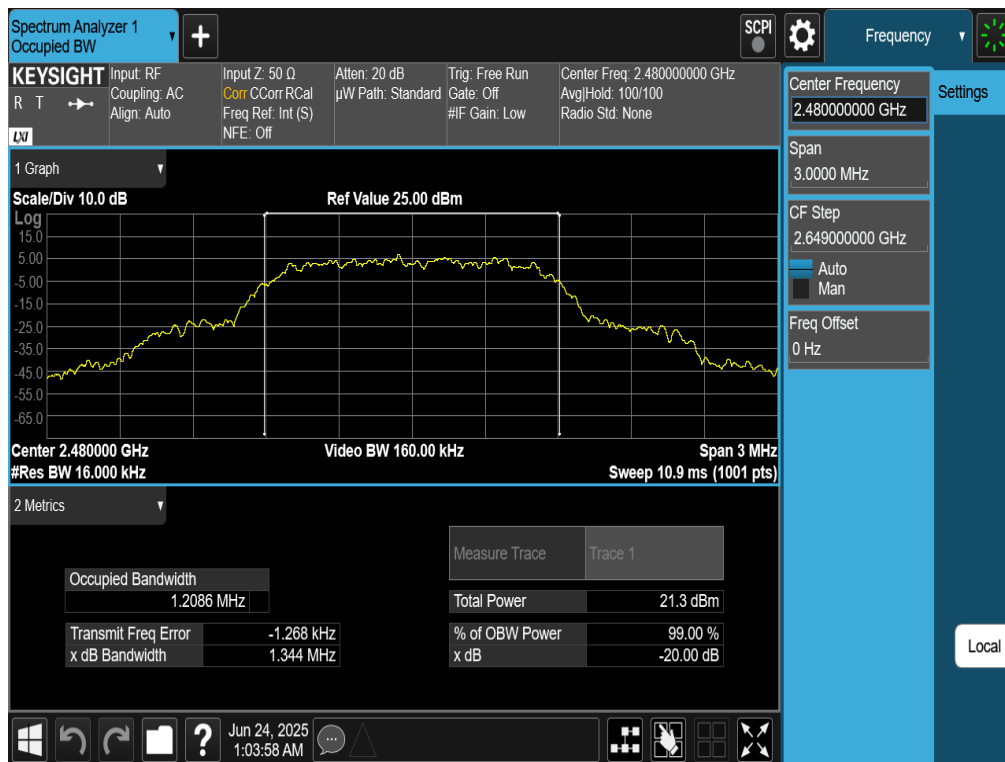 Spectrum Analyzer 1
Occupied BW
+
SCPI
Frequency
KEYSIGHT
R T
LXI
Input: RF
Coupling: AC
Align: Auto
Input Z: 50 Ω
Corr CCorr RCal
Freq Ref: Int (S)
NFE: Off
Atten: 20 dB
µW Path: Standard
Trig: Free Run
Gate: Off
#IF Gain: Low
Center Freq: 2.480000000 GHz
Avg|Hold: 100/100
Radio Std: None
Center Frequency
2.480000000 GHz
Settings
Span
3.0000 MHz
CF Step
2.649000000 GHz
Auto
Man
Freq Offset
0 Hz
Local
1 Graph
Scale/Div 10.0 dB
Ref Value 25.00 dBm
Log
15.0
5.00
-5.00
-15.0
-25.0
-35.0
-45.0
-55.0
-65.0
Center 2.480000 GHz
Video BW 160.00 kHz
Span 3 MHz
#Res BW 16.000 kHz
Sweep 10.9 ms (1001 pts)
2 Metrics
Measure Trace
Trace 1
Occupied Bandwidth
1.2086 MHz
Total Power
21.3 dBm
Transmit Freq Error
-1.268 kHz
% of OBW Power
99.00 %
x dB Bandwidth
1.344 MHz
x dB
-20.00 dB
?
Jun 24, 2025
1:03:58 AM